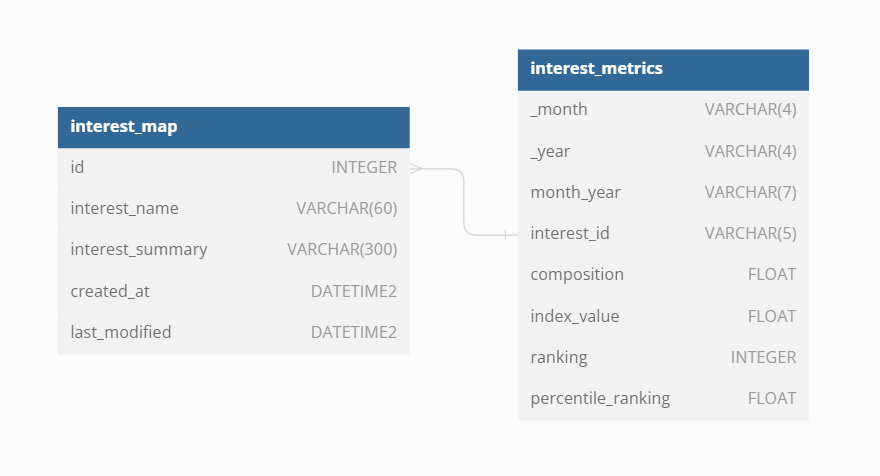 interest_map
id INTEGER
interest_name VARCHAR(60)
interest_summary VARCHAR(300)
created_at DATETIME2
last_modified DATETIME2
interest_metrics
_month VARCHAR(4)
_year VARCHAR(4)
month_year VARCHAR(7)
interest_id VARCHAR(5)
composition FLOAT
index_value FLOAT
ranking INTEGER
percentile_ranking FLOAT